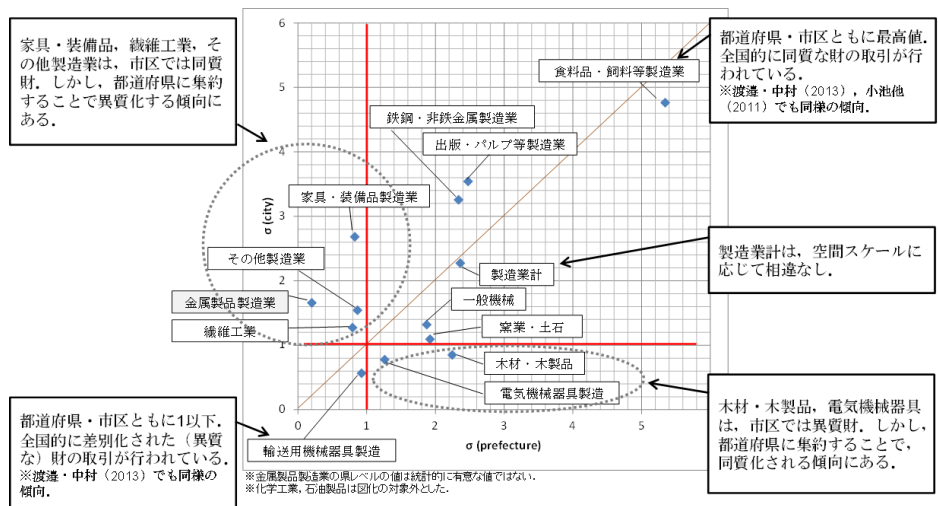 家具・装備品，繊維工業，そ
の他製造業は，市区では同質
財．しかし，都道府県に集約
することで異質化する傾向に
ある．
都道府県・市区ともに最高値．
全国的に同質な財の取引が行
われている．
※渡邉・中村（2013），小池他
（2011）でも同様の傾向．
6
5
4
3
2
1
0
σ (city)
食料品・飼料等製造業
鉄鋼・非鉄金属製造業
出版・パルプ等製造業
家具・装備品製造業
その他製造業
製造業計
金属製品製造業
一般機械
繊維工業
窯業・土石
木材・木製品
電気機械器具製造
輸送用機械器具製造
0
1
2
3
4
5
σ (prefecture)
製造業計は，空間スケールに
応じて相違なし．
木材・木製品，電気機械器具
は，市区では異質財．しかし，
都道府県に集約することで，
同質化される傾向にある．
都道府県・市区ともに1以下．
全国的に差別化された（異質
な）財の取引が行われている．
※渡邉・中村（2013）でも同様の
傾向．
※金属製品製造業の県レベルの値は統計的に有意な値ではない．
※化学工業，石油製品は図化の対象外とした．